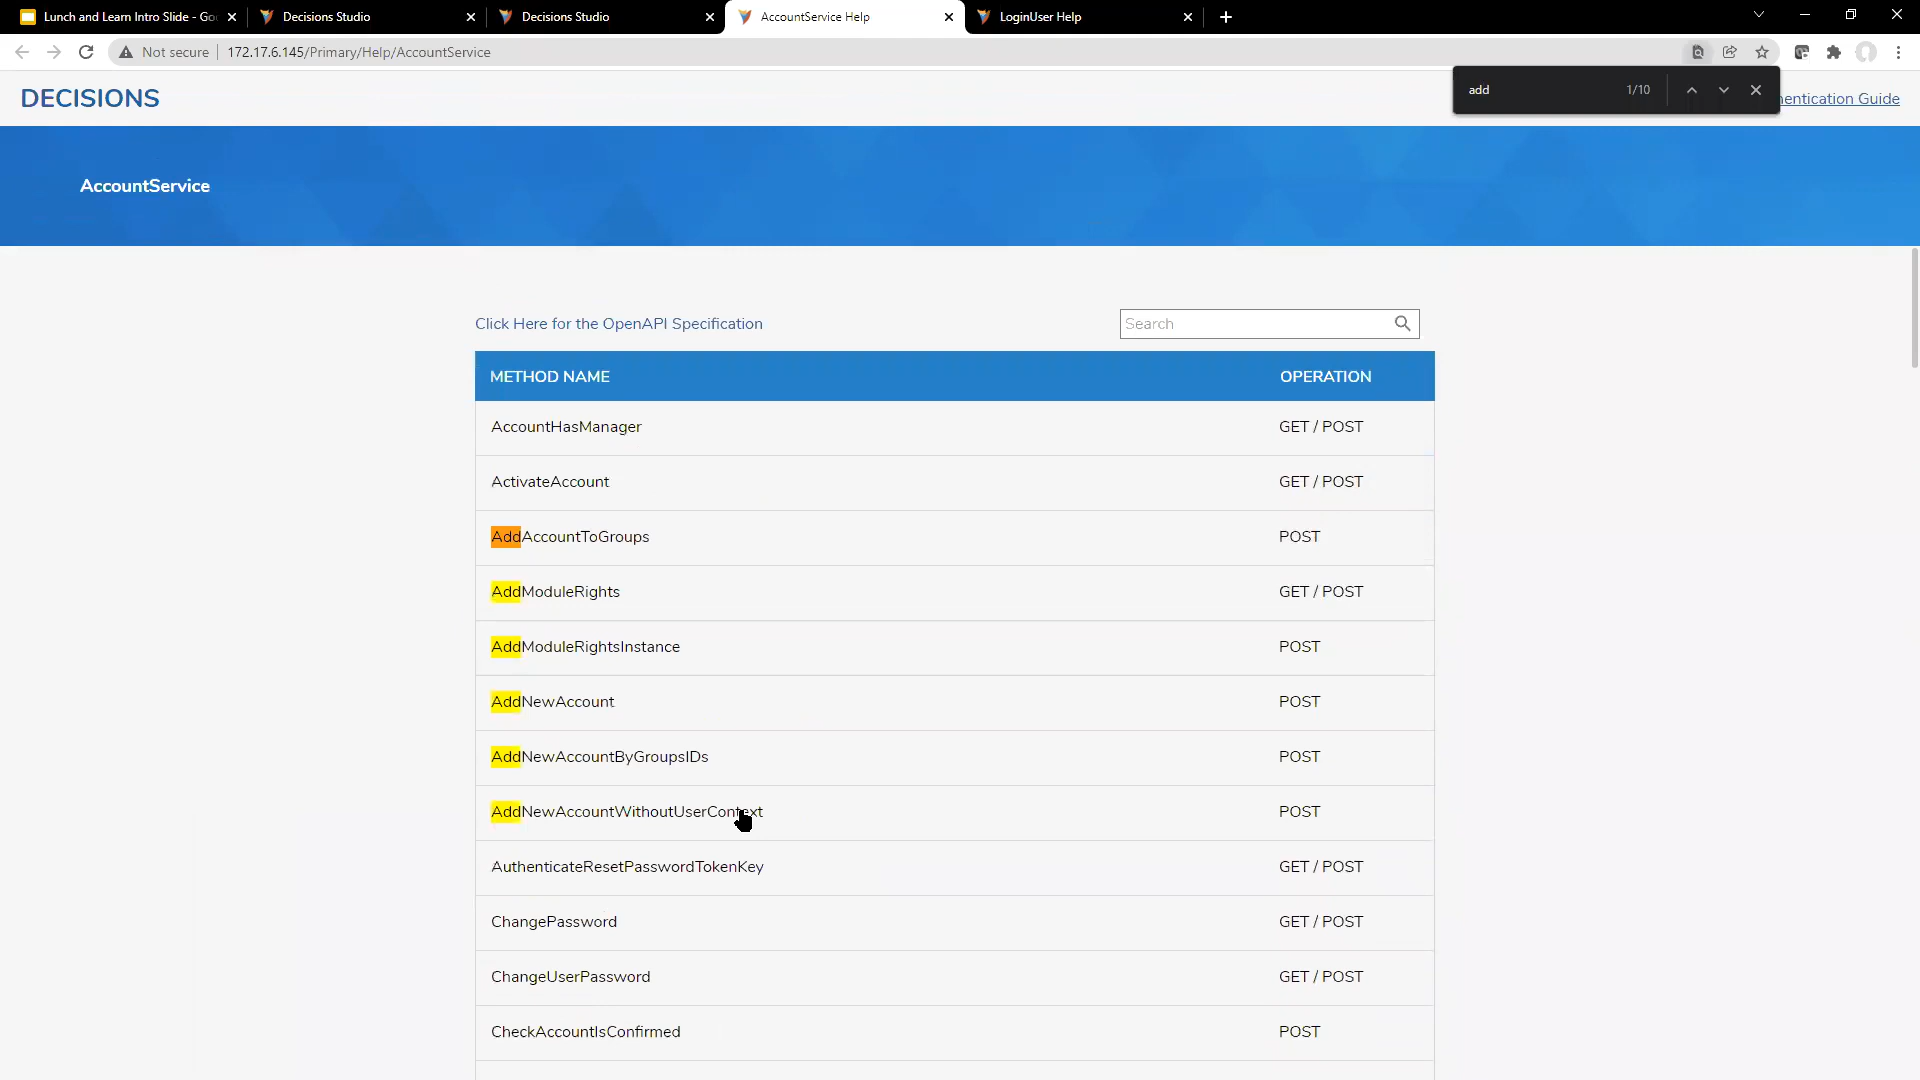 Lunch and Learn Intro Slide - Go
Decisions Studio
Decisions Studio
AccountService Help
LoginUser Help
Not secure
172.17.6.145/Primary/Help/AccountService
add
1/10
DECISIONS
hentication Guide
AccountService
Click Here for the OpenAPI Specification
Search
METHOD NAME OPERATION
AccountHasManager GET / POST
ActivateAccount GET / POST
AddAccountToGroups POST
AddModuleRights GET / POST
AddModuleRightsInstance POST
AddNewAccount POST
AddNewAccountByGroupsIDs POST
AddNewAccountWithoutUserContext POST
AuthenticateResetPasswordTokenKey GET / POST
ChangePassword GET / POST
ChangeUserPassword GET / POST
CheckAccountIsConfirmed POST